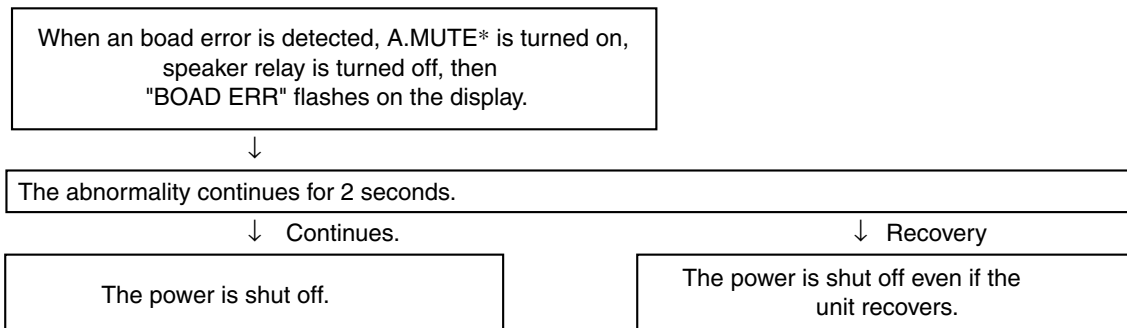 When an boad error is detected, A.MUTE* is turned on,
speaker relay is turned off, then
"BOAD ERR" flashes on the display.
↓
The abnormality continues for 2 seconds.
↓ Continues.
↓ Recovery
The power is shut off.
The power is shut off even if the
unit recovers.